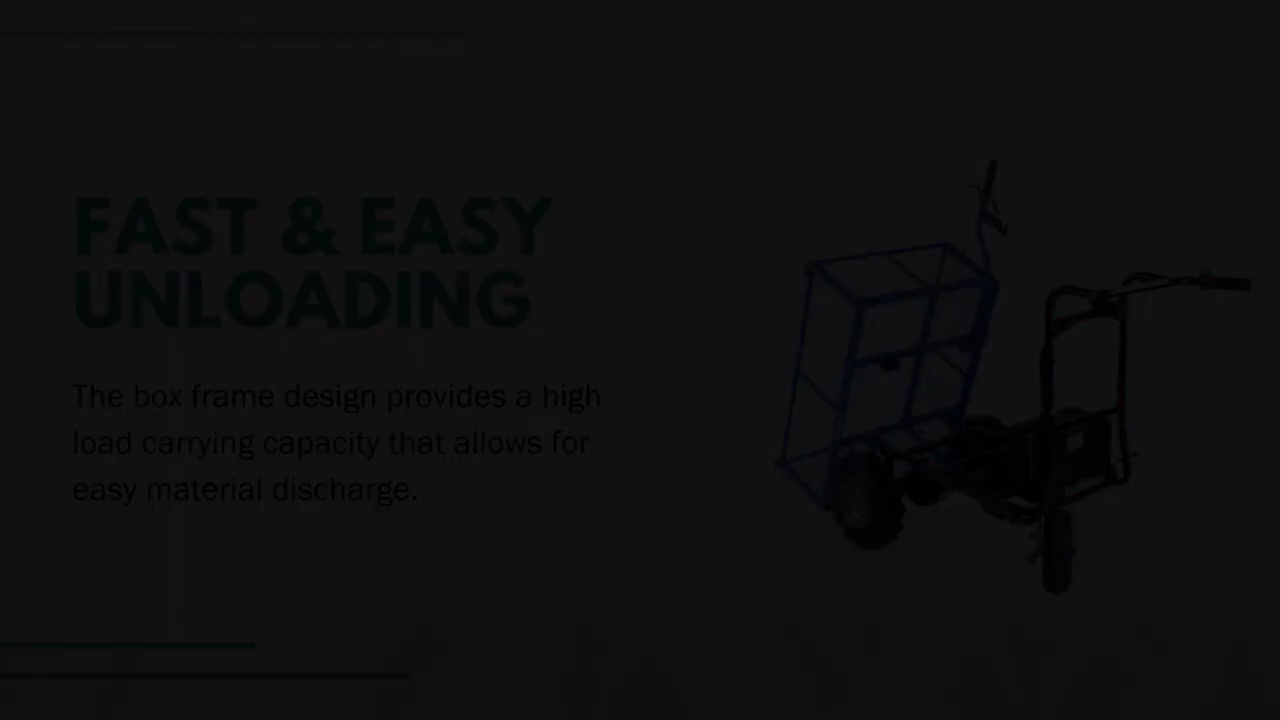 FAST & EASY
UNLOADING
The box frame design provides a high
load carrying capacity that allows for
easy material discharge.